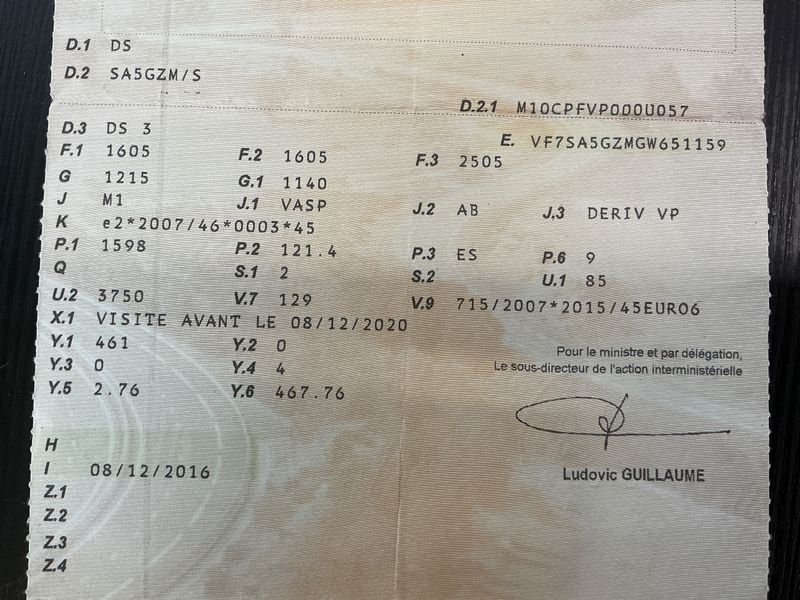 D.1 DS
D.2 SA5GZM/S
D.2.1 M10CPFVP000U057
D.3 DS 3
E. VF7SA5GZMGW651159
F.1 1605 F.2 1605 F.3 2505
G 1215 G.1 1140
J M1 J.1 VASP J.2 AB J.3 DERIV VP
K e2*2007/46*0003*45
P.1 1598 P.2 121.4 P.3 ES P.6 9
Q S.1 2 S.2 U.1 85
U.2 3750 V.7 129 V.9 715/2007*2015/45EURO6
X.1 VISITE AVANT LE 08/12/2020
Y.1 461 Y.2 0
Y.3 0 Y.4 4
Y.5 2.76 Y.6 467.76
Pour le ministre et par délégation,
Le sous-directeur de l'action interministérielle
Ludovic GUILLAUME
H
I 08/12/2016
Z.1
Z.2
Z.3
Z.4